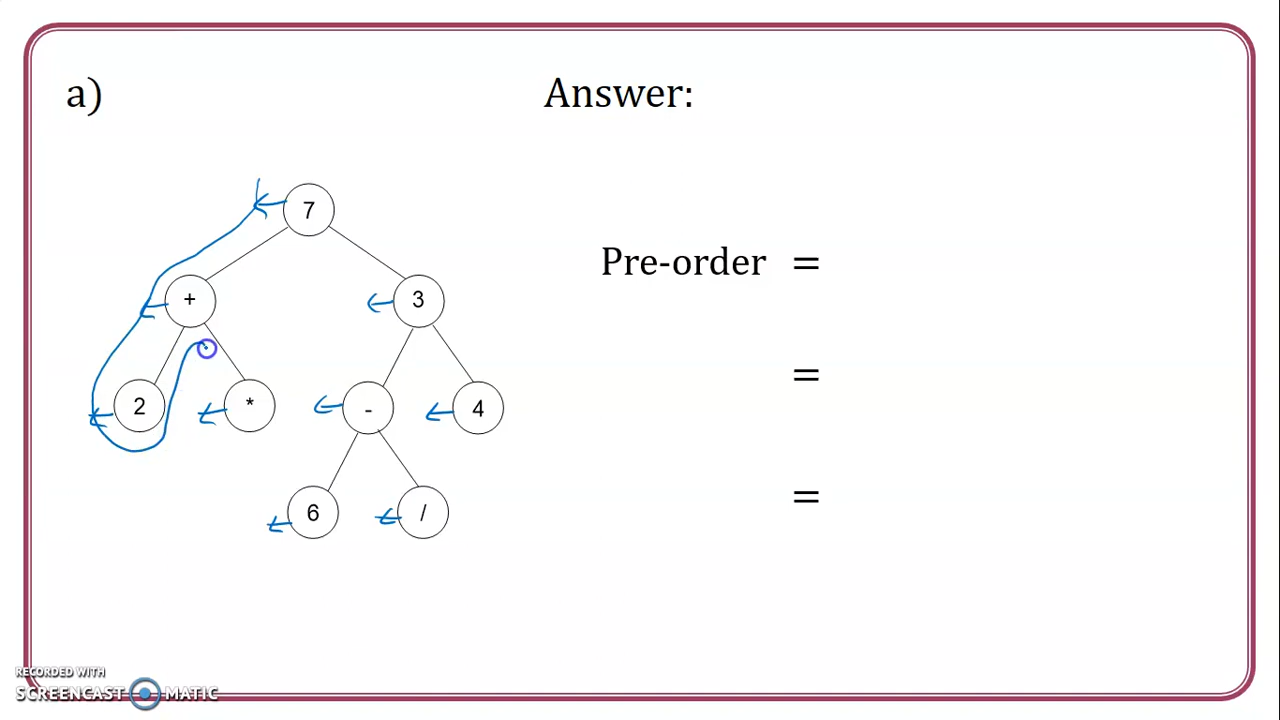 a)
Answer:
7
+
3
2
*
-
4
6
/
Pre-order =
=
=
RECORDED WITH
SCREENCAST MATIC